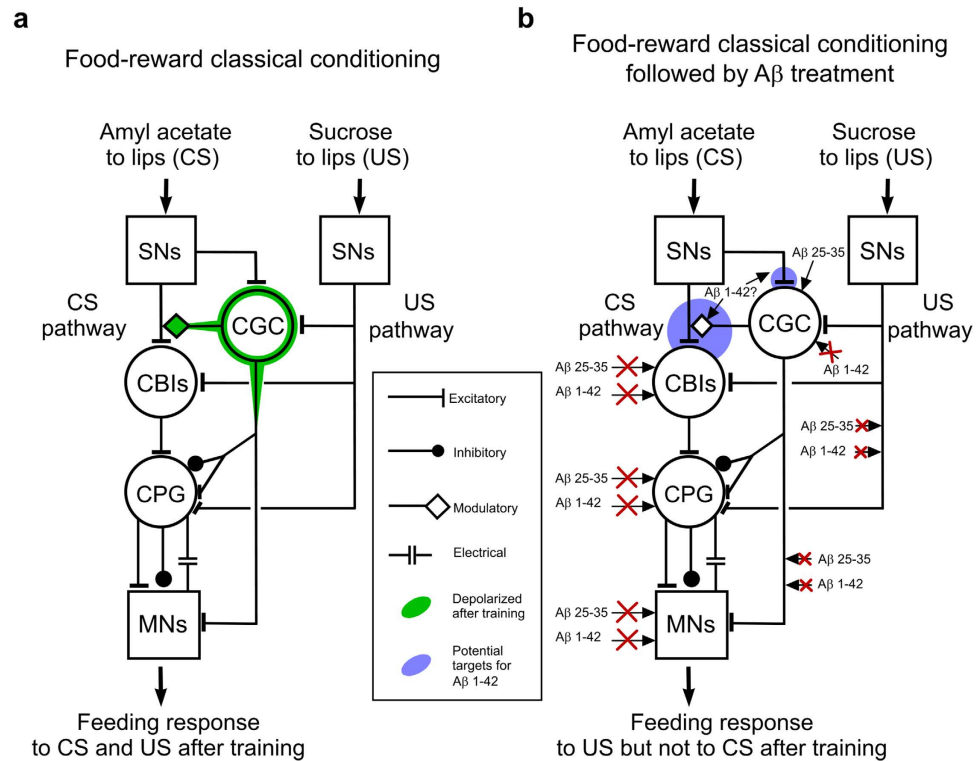 a
Food-reward classical conditioning
Amyl acetate
to lips (CS)
Sucrose
to lips (US)
SNs
SNs
CS
pathway
CGC
US
pathway
CBIs
CPG
MNs
Feeding response
to CS and US after training
Excitatory
Inhibitory
Modulatory
Electrical
Depolarized
after training
Potential
targets for
Aβ 1-42
b
Food-reward classical conditioning
followed by Aβ treatment
Amyl acetate
to lips (CS)
Sucrose
to lips (US)
SNs
SNs
Aβ 25-35
Aβ 1-42?
CS
pathway
CGC
US
pathway
Aβ 1-42
Aβ 25-35
Aβ 1-42
CBIs
Aβ 25-35
Aβ 1-42
Aβ 25-35
Aβ 1-42
CPG
Aβ 25-35
Aβ 1-42
Aβ 25-35
Aβ 1-42
MNs
Feeding response
to US but not to CS after training